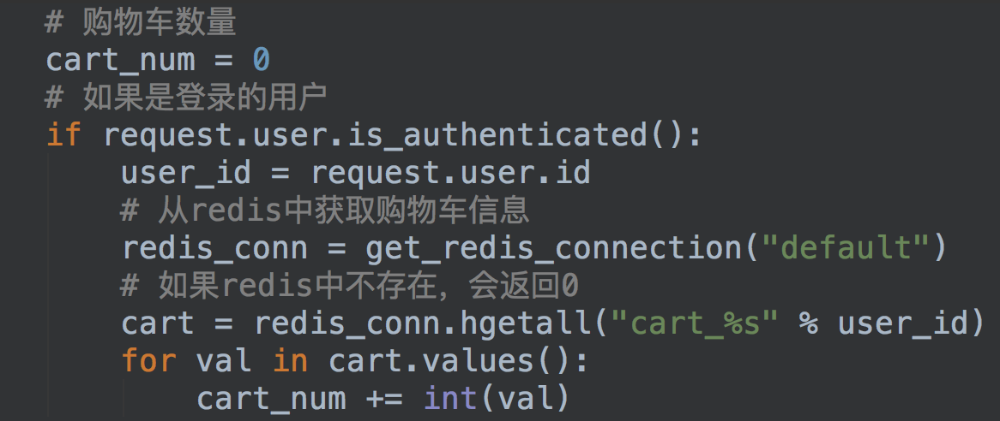 # 购物车数量
cart_num = 0
# 如果是登录的用户
if request.user.is_authenticated():
    user_id = request.user.id
    # 从redis中获取购物车信息
    redis_conn = get_redis_connection("default")
    # 如果redis中不存在，会返回0
    cart = redis_conn.hgetall("cart_%s" % user_id)
    for val in cart.values():
        cart_num += int(val)